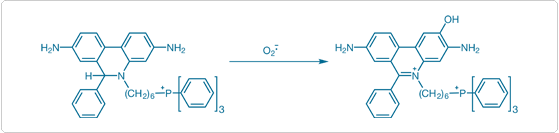 OH
H₂N NH₂ O₂⁻· H₂N NH₂
H N N⁺
(CH₂)₆—P⁺ [ ]₃ (CH₂)₆—P⁺ [ ]₃